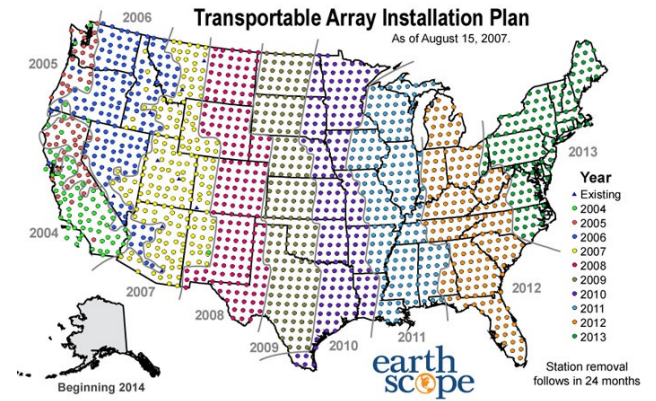 Transportable Array Installation Plan
As of August 15, 2007.
2006
2005
2004
2007
2008
2009
2010
2011
2012
2013
Year
Existing
2004
2005
2006
2007
2008
2009
2010
2011
2012
2013
Beginning 2014
earth
scope
Station removal
follows in 24 months